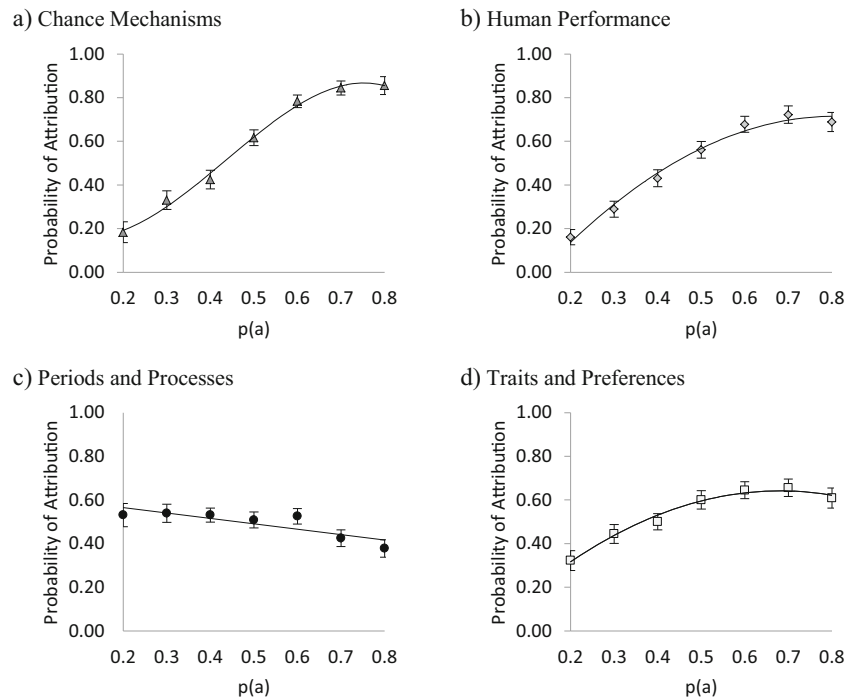 a) Chance Mechanisms
1.00
0.80
0.60
0.40
0.20
0.00
Probability of Attribution
0.2 0.3 0.4 0.5 0.6 0.7 0.8
p(a)
b) Human Performance
1.00
0.80
0.60
0.40
0.20
0.00
Probability of Attribution
0.2 0.3 0.4 0.5 0.6 0.7 0.8
p(a)
c) Periods and Processes
1.00
0.80
0.60
0.40
0.20
0.00
Probability of Attribution
0.2 0.3 0.4 0.5 0.6 0.7 0.8
p(a)
d) Traits and Preferences
1.00
0.80
0.60
0.40
0.20
0.00
Probability of Attribution
0.2 0.3 0.4 0.5 0.6 0.7 0.8
p(a)